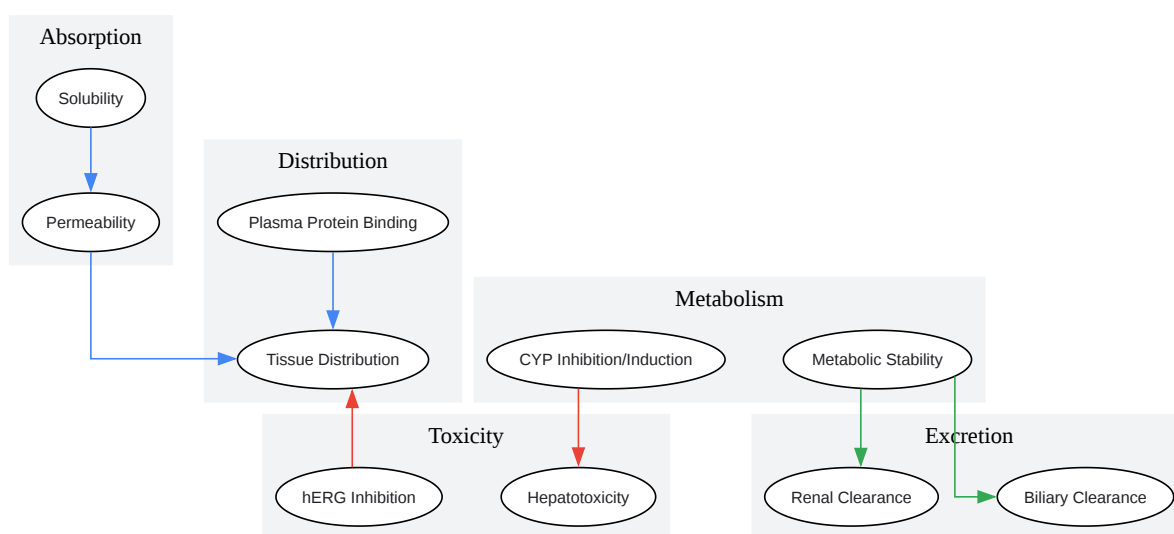 Absorption
Solubility
Permeability
Distribution
Plasma Protein Binding
Tissue Distribution
Metabolism
CYP Inhibition/Induction
Metabolic Stability
Toxicity
hERG Inhibition
Hepatotoxicity
Excretion
Renal Clearance
Biliary Clearance